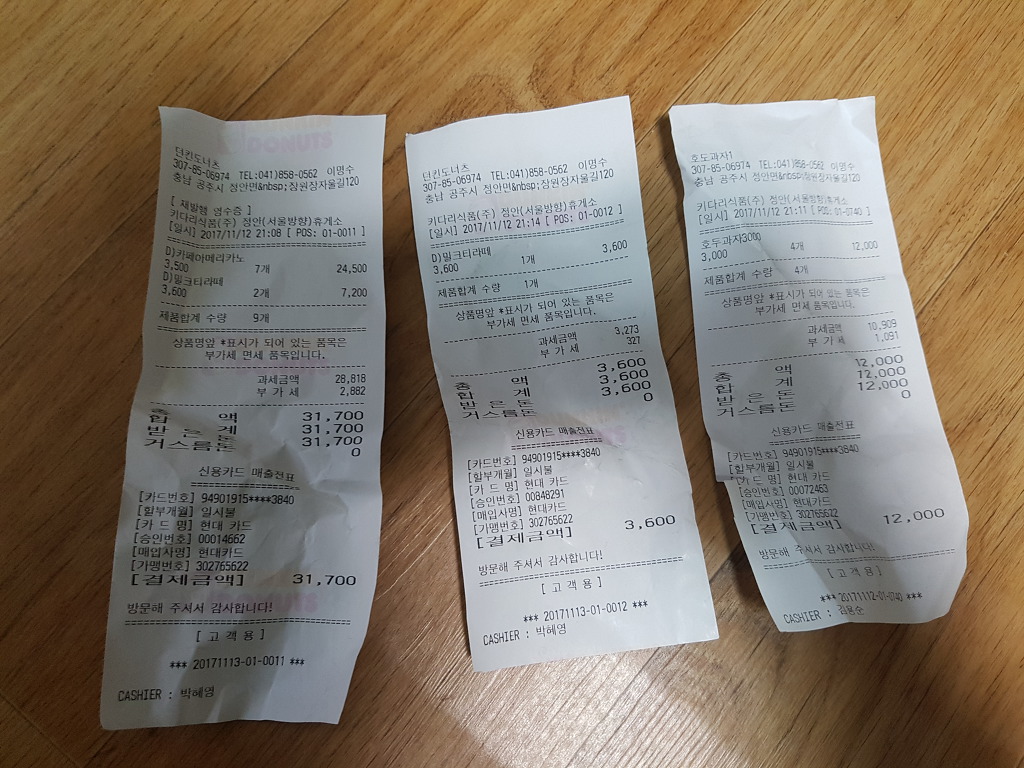 DONUTS
던킨도너츠
307-85-06974 TEL:041)858-0562 이명수
충남 공주시 정안면&nbsp;장원장자울길120
[ 재발행 영수증 ]
키다리식품(주) 정안(서울방향)휴게소
[일시] 2017/11/12 21:08 [ POS: 01-0011 ]
D)카페아메리카노
3,500 7개 24,500
D)밀크티라떼
3,600 2개 7,200
제품합계 수량 9개
상품명앞 *표시가 되어 있는 품목은
부가세 면세 품목입니다.
과세금액 28,818
부 가 세 2,882
총 액 31,700
합 계 31,700
받 은 돈 31,700
거스름돈 0
신용카드 매출전표
[카드번호] 94901915****3840
[할부개월] 일시불
[카 드 명] 현대 카드
[승인번호] 00014662
[매입사명] 현대카드
[가맹번호] 302765622
[결제금액] 31,700
방문해 주셔서 감사합니다!
[ 고 객 용 ]
*** 20171113-01-0011 ***
CASHIER : 박혜영
던킨도너츠
307-85-06974 TEL:041)858-0562 이명수
충남 공주시 정안면&nbsp;장원장자울길120
키다리식품(주) 정안(서울방향)휴게소
[일시] 2017/11/12 21:14 [ POS: 01-0012 ]
D)밀크티라떼
3,600 1개 3,600
제품합계 수량 1개
상품명앞 *표시가 되어 있는 품목은
부가세 면세 품목입니다.
과세금액 3,273
부 가 세 327
총 액 3,600
합 계 3,600
받 은 돈 3,600
거스름돈 0
신용카드 매출전표
[카드번호] 94901915****3840
[할부개월] 일시불
[카 드 명] 현대 카드
[승인번호] 00848291
[매입사명] 현대카드
[가맹번호] 302765622
[결제금액] 3,600
방문해 주셔서 감사합니다!
[ 고 객 용 ]
*** 20171113-01-0012 ***
CASHIER : 박혜영
호도과자1
307-85-06974 TEL:041)858-0562 이명수
충남 공주시 정안면&nbsp;장원장자울길120
키다리식품(주) 정안(서울방향)휴게소
[일시] 2017/11/12 21:11 [ POS: 01-0740 ]
호두과자3000
3,000 4개 12,000
제품합계 수량 4개
상품명앞 *표시가 되어 있는 품목은
부가세 면세 품목입니다.
과세금액 10,909
부 가 세 1,091
총 액 12,000
합 계 12,000
받 은 돈 12,000
거스름돈 0
신용카드 매출전표
[카드번호] 94901915****3840
[할부개월] 일시불
[카 드 명] 현대 카드
[승인번호] 00072463
[매입사명] 현대카드
[가맹번호] 302765622
[결제금액] 12,000
방문해 주셔서 감사합니다!
[ 고 객 용 ]
*** 20171112-01-0740 ***
CASHIER : 김용순